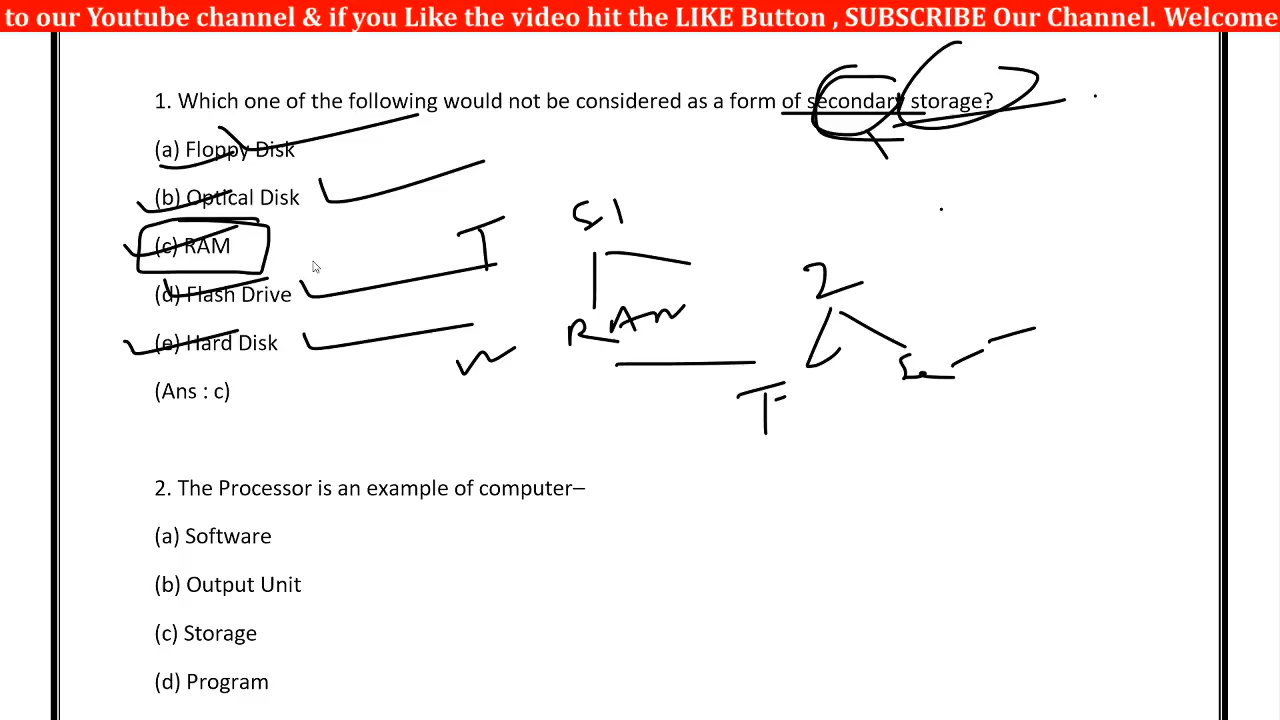 to our Youtube channel & if you Like the video hit the LIKE Button , SUBSCRIBE Our Channel. Welcome
1. Which one of the following would not be considered as a form of secondary storage?
(a) Floppy Disk
(b) Optical Disk
(c) RAM
(d) Flash Drive
(e) Hard Disk
(Ans : c)
2
2. The Processor is an example of computer–
(a) Software
(b) Output Unit
(c) Storage
(d) Program